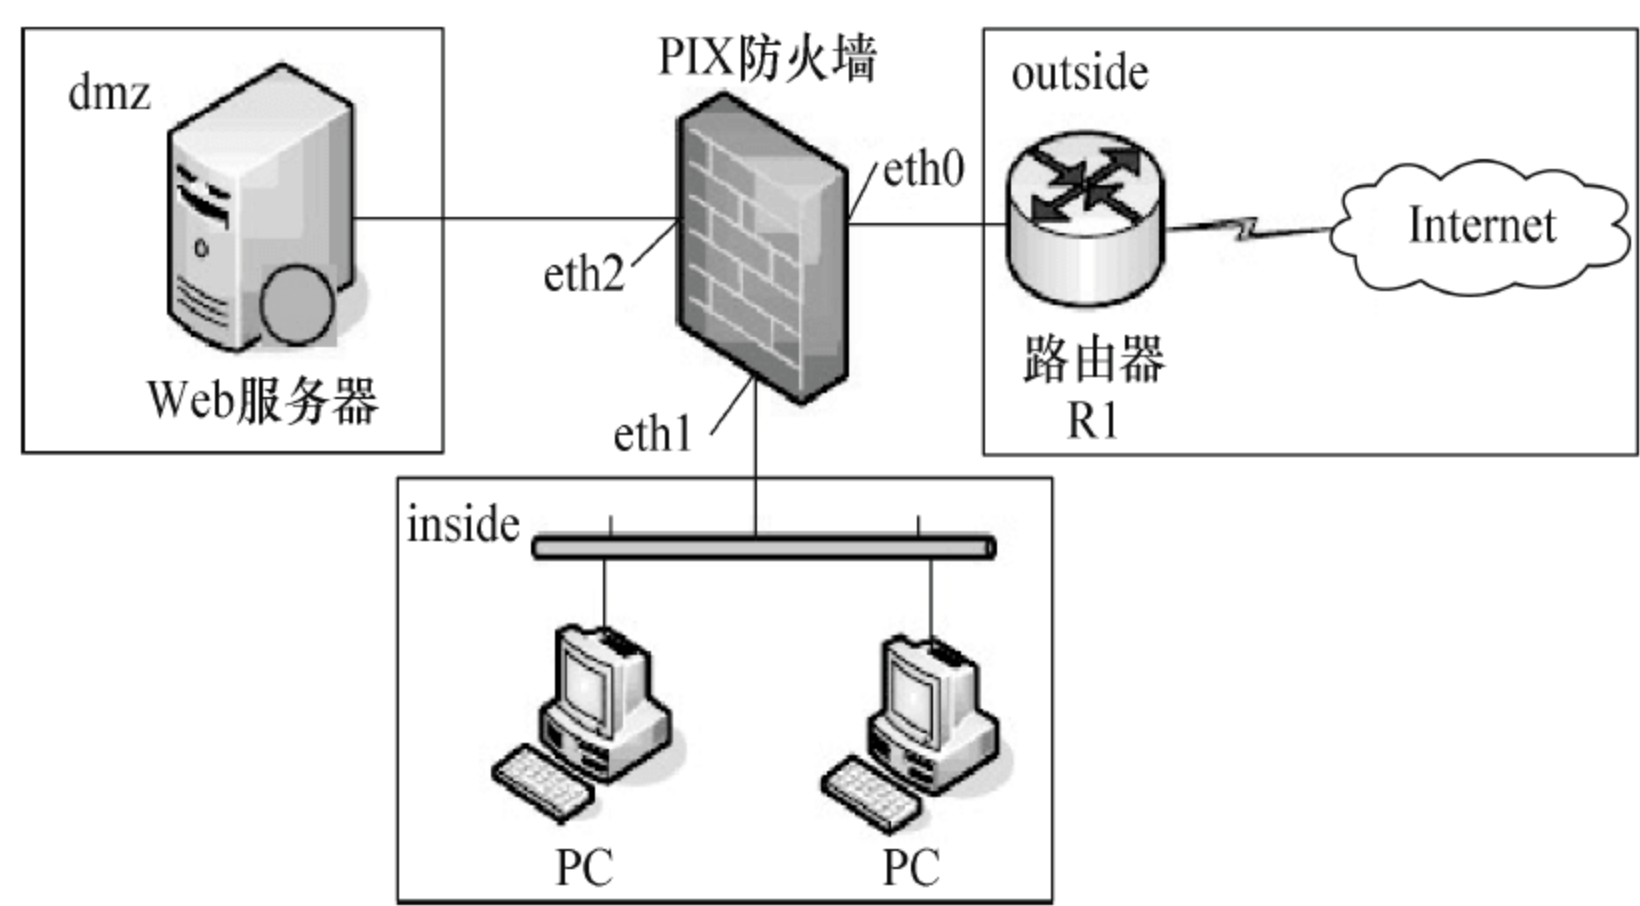 dmz
PIX防火墙
outside
eth0
Internet
eth2
路由器
R1
Web服务器
eth1
inside
PC
PC